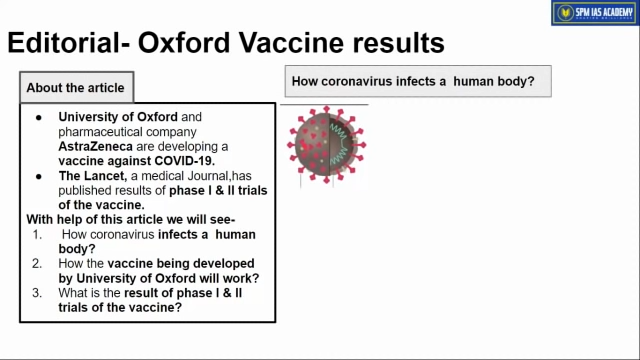 SPM IAS ACADEMY
Editorial- Oxford Vaccine results
About the article
● University of Oxford and
pharmaceutical company
AstraZeneca are developing a
vaccine against COVID-19.
● The Lancet, a medical Journal,has
published results of phase I & II trials
of the vaccine.
With help of this article we will see-
1. How coronavirus infects a human
body?
2. How the vaccine being developed
by University of Oxford will work?
3. What is the result of phase I & II
trials of the vaccine?
How coronavirus infects a human body?